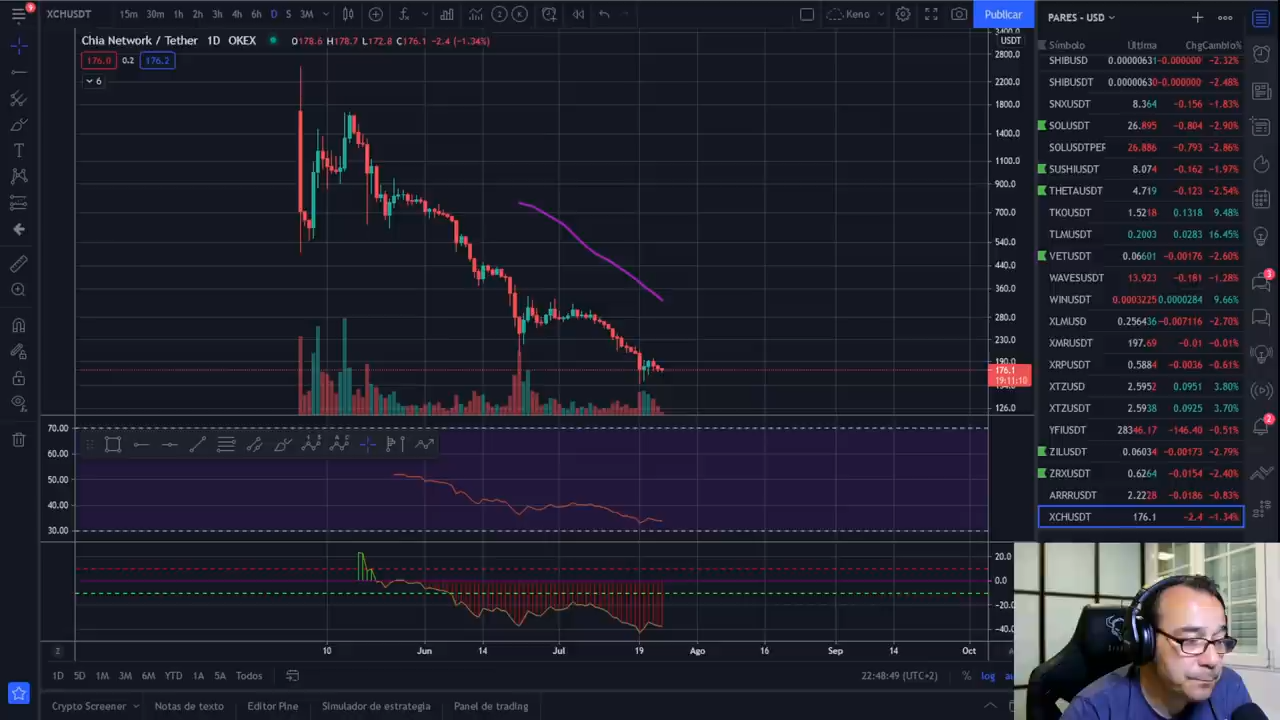 9
XCHUSDT
15m 30m 1h 2h 3h 4h 6h D S 3M
Keno
Publicar
PARES - USD
Chia Network / Tether 1D OKEX O178.6 H178.7 L172.8 C176.1 -2.4 (-1.34%)
176.0 0.2 176.2
6
USDT
2800.0
2200.0
1800.0
1400.0
1100.0
900.0
700.0
540.0
440.0
360.0
280.0
230.0
190.0
176.1
19:11:10
126.0
Símbolo Última Chg Cambio%
SHIBUSD 0.0000631 -0.000000 -2.32%
SHIBUSDT 0.0000630 -0.000000 -2.48%
SNXUSDT 8.364 -0.156 -1.83%
SOLUSDT 26.895 -0.804 -2.90%
SOLUSDTPER 26.886 -0.793 -2.86%
SUSHIUSDT 8.074 -0.162 -1.97%
THETAUSDT 4.719 -0.123 -2.54%
TKOUSDT 1.5218 0.1318 9.48%
TLMUSDT 0.2003 0.0283 16.45%
VETUSDT 0.06601 -0.00176 -2.60%
WAVESUSDT 13.923 -0.181 -1.28%
WINUSDT 0.0003225 0.0000284 9.66%
XLMUSD 0.256436 -0.007116 -2.70%
XMRUSDT 197.69 -0.01 -0.01%
XRPUSDT 0.5884 -0.0036 -0.61%
XTZUSD 2.5952 0.0951 3.80%
XTZUSDT 2.5938 0.0925 3.70%
YFIUSDT 28346.17 -146.40 -0.51%
ZILUSDT 0.06034 -0.00173 -2.79%
ZRXUSDT 0.6264 -0.0154 -2.40%
ARRRUSDT 2.2228 -0.0186 -0.83%
XCHUSDT 176.1 -2.4 -1.34%
3
2
70.00
60.00
50.00
40.00
30.00
20.0
0.0
-20.0
-40.0
10 Jun 14 Jul 19 Ago 16 Sep 14 Oct
1D 5D 1M 3M 6M YTD 1A 5A Todos
22:48:49 (UTC+2) % log
Crypto Screener Notas de texto Editor Pine Simulador de estrategia Panel de trading